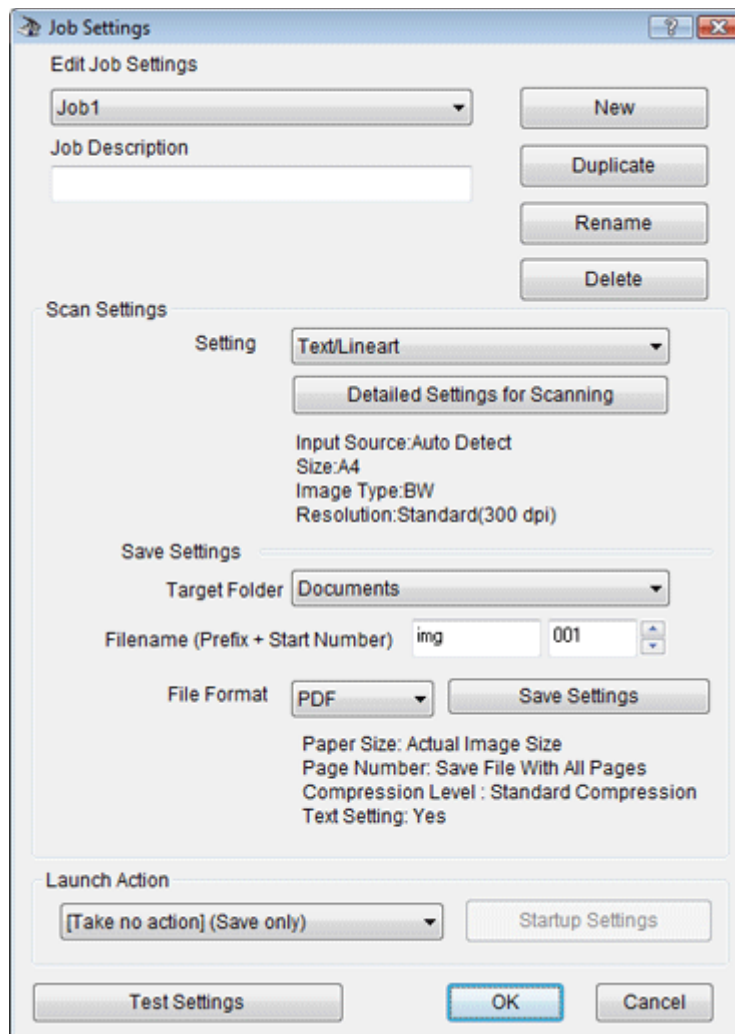 Job Settings
Edit Job Settings
Job1
New
Job Description
Duplicate
Rename
Delete
Scan Settings
Setting
Text/Lineart
Detailed Settings for Scanning
Input Source:Auto Detect
Size:A4
Image Type:BW
Resolution:Standard(300 dpi)
Save Settings
Target Folder
Documents
Filename (Prefix + Start Number)
img
001
File Format
PDF
Save Settings
Paper Size: Actual Image Size
Page Number: Save File With All Pages
Compression Level : Standard Compression
Text Setting: Yes
Launch Action
[Take no action] (Save only)
Startup Settings
Test Settings
OK
Cancel